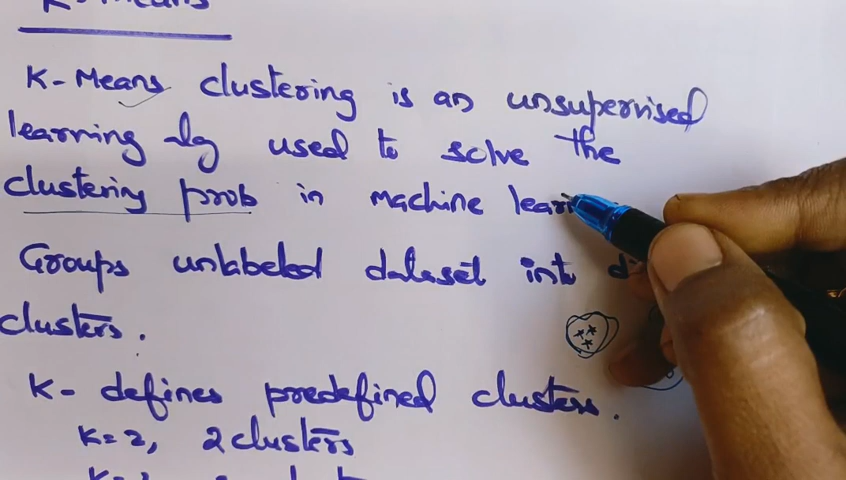 K-Means
K-Means clustering is an unsupervised
learning alg used to solve the
clustering prob in machine
Groups unlabeled dataset into
clusters.
K- defines predefined clusters.
K=2, 2 clusters